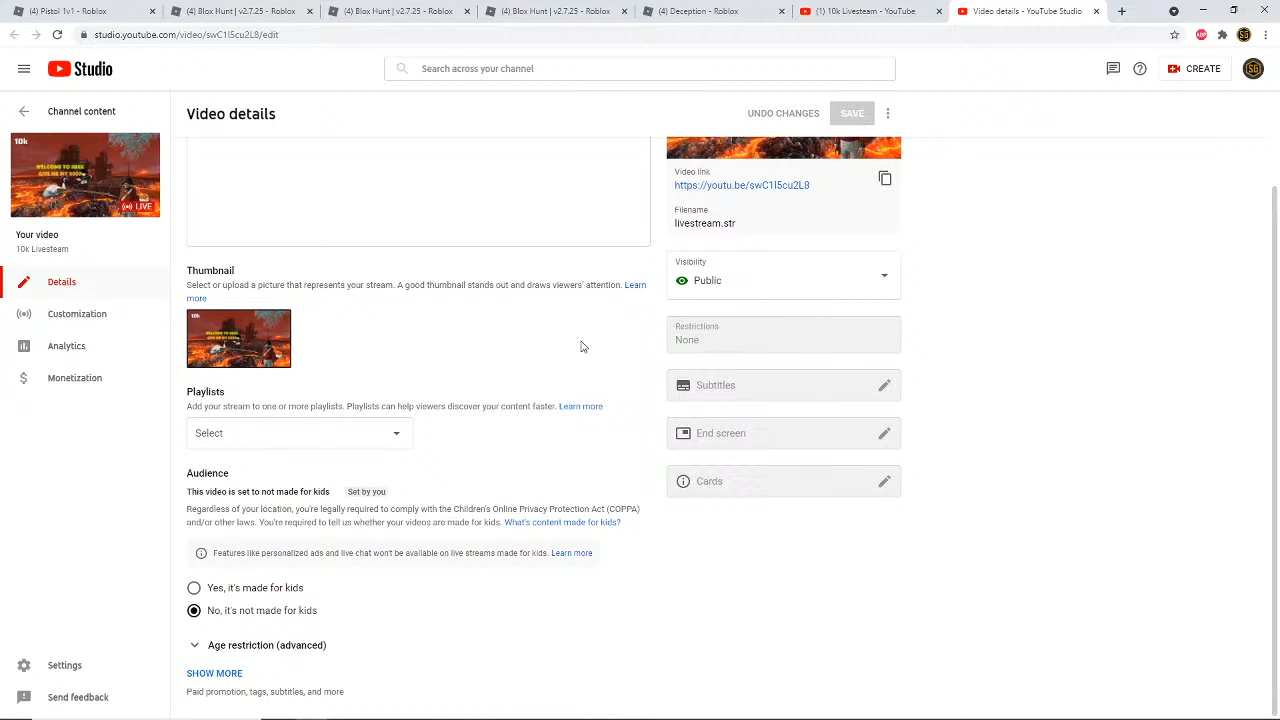 (4) Pistol 1v1 - Roblox
(4) Blox Hunt | v2.7.25 - Roblox
(4) Blox Hunt | v2.7.25 - Roblox
(4) Blox Hunt | v2.7.25 - Roblox
(4) Deception - Roblox
(1) 10k Livesteam - YouTube
Video details - YouTube Studio
studio.youtube.com/video/swC1I5cu2L8/edit
ABP
SG
Studio
Search across your channel
CREATE
SG
Channel content
Video details
UNDO CHANGES
SAVE
10k
WELCOME TO HECK
GIVE ME MY EGO?
LIVE
Your video
10k Livesteam
Details
Customization
Analytics
Monetization
Settings
Send feedback
Thumbnail
Select or upload a picture that represents your stream. A good thumbnail stands out and draws viewers' attention. Learn
more
10k
Playlists
Add your stream to one or more playlists. Playlists can help viewers discover your content faster. Learn more
Select
Audience
This video is set to not made for kids Set by you
Regardless of your location, you're legally required to comply with the Children's Online Privacy Protection Act (COPPA)
and/or other laws. You're required to tell us whether your videos are made for kids. What's content made for kids?
Features like personalized ads and live chat won't be available on live streams made for kids. Learn more
Yes, it's made for kids
No, it's not made for kids
Age restriction (advanced)
SHOW MORE
Paid promotion, tags, subtitles, and more
Video link
https://youtu.be/swC1I5cu2L8
Filename
livestream.str
Visibility
Public
Restrictions
None
Subtitles
End screen
Cards